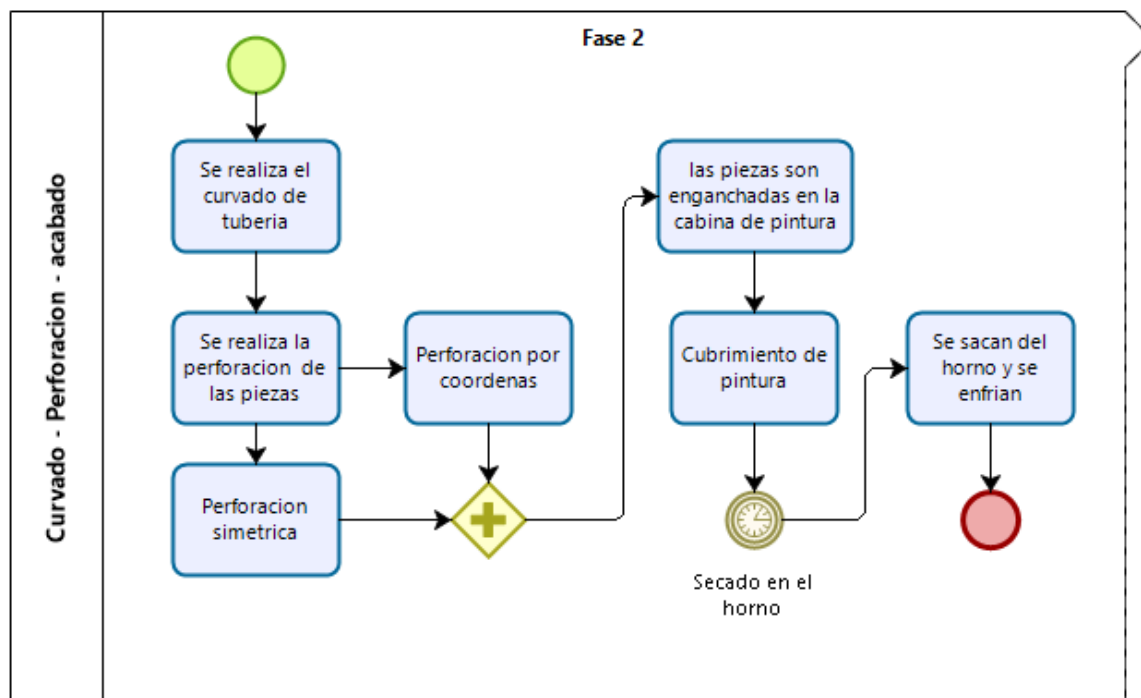 Fase 2
Curvado - Perforacion - acabado
Se realiza el
curvado de
tuberia
las piezas son
enganchadas en la
cabina de pintura
Se realiza la
perforacion de
las piezas
Perforacion por
coordenas
Cubrimiento de
pintura
Se sacan del
horno y se
enfrian
Perforacion
simetrica
Secado en el
horno